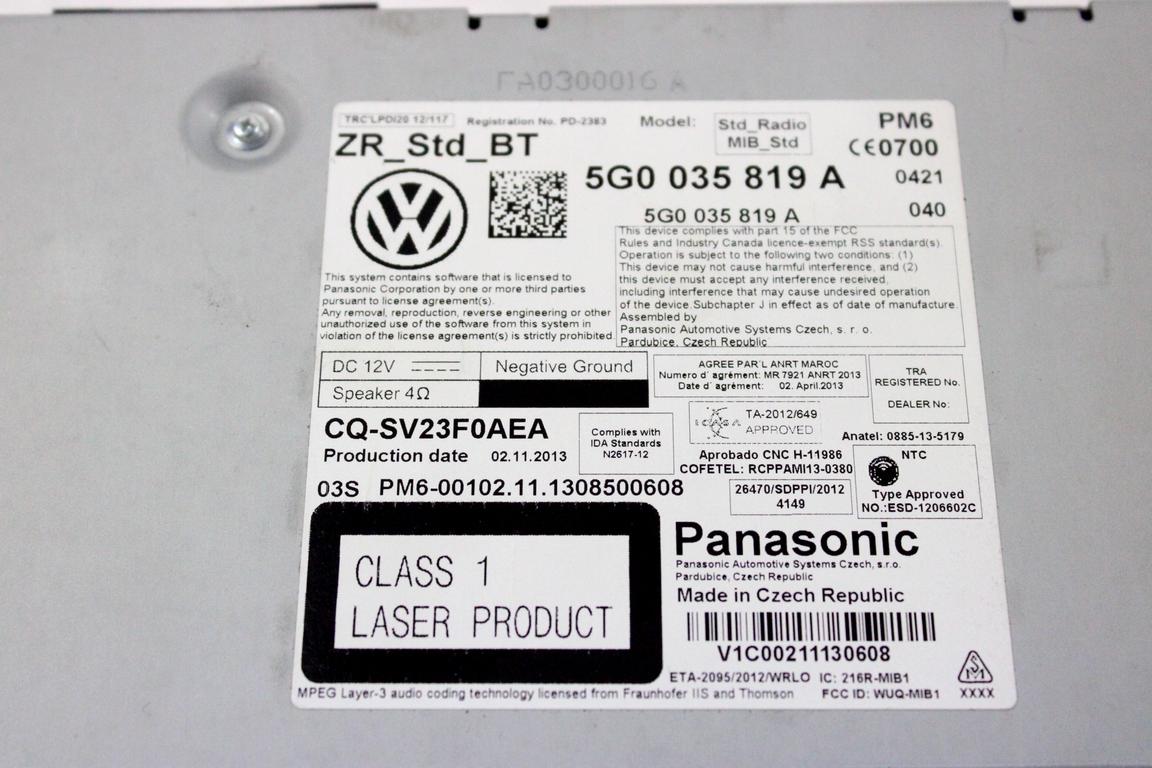 FA0300016 A
TRC'LPDI20 12/117
Registration No. PD-2383
Model:
Std_Radio
MIB_Std
PM6
ZR_Std_BT
CE0700
5G0 035 819 A
0421
5G0 035 819 A
040
This device complies with part 15 of the FCC
Rules and Industry Canada licence-exempt RSS standard(s).
Operation is subject to the following two conditions: (1)
This device may not cause harmful interference, and (2)
this device must accept any interference received,
including interference that may cause undesired operation
of the device.Subchapter J in effect as of date of manufacture.
Assembled by
Panasonic Automotive Systems Czech, s. r. o.
Pardubice, Czech Republic
This system contains software that is licensed to
Panasonic Corporation by one or more third parties
pursuant to license agreement(s).
Any removal, reproduction, reverse engineering or other
unauthorized use of the software from this system in
violation of the license agreement(s) is strictly prohibited.
DC 12V
Negative Ground
Speaker 4Ω
AGREE PAR'L ANRT MAROC
Numero d' agrément: MR 7921 ANRT 2013
Date d' agrément: 02. April.2013
TRA
REGISTERED No.
DEALER No:
ICASA
TA-2012/649
APPROVED
CQ-SV23F0AEA
Production date 02.11.2013
Complies with
IDA Standards
N2617-12
Anatel: 0885-13-5179
Aprobado CNC H-11986
COFETEL: RCPPAMI13-0380
NTC
Type Approved
NO.:ESD-1206602C
26470/SDPPI/2012
4149
03S PM6-00102.11.1308500608
CLASS 1
LASER PRODUCT
Panasonic
Panasonic Automotive Systems Czech, s.r.o.
Pardubice, Czech Republic
Made in Czech Republic
V1C00211130608
ETA-2095/2012/WRLO IC: 216R-MIB1
MPEG Layer-3 audio coding technology licensed from Fraunhofer IIS and Thomson
FCC ID: WUQ-MIB1
XXXX